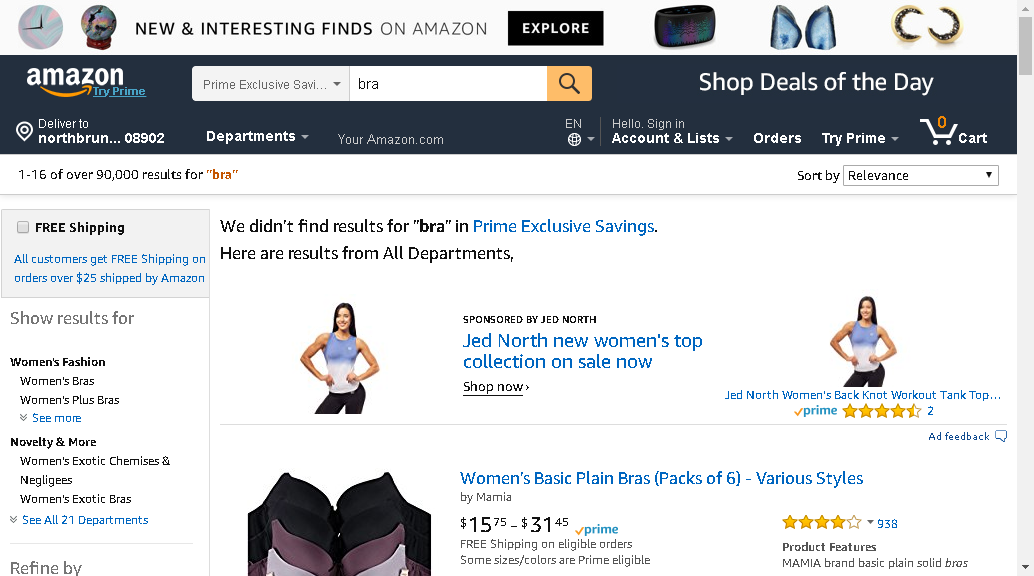 NEW & INTERESTING FINDS ON AMAZON EXPLORE
amazon
Try Prime
Prime Exclusive Savi... bra
Shop Deals of the Day
Deliver to
northbrun... 08902
Departments
Your Amazon.com
EN
Hello. Sign in
Account & Lists
Orders
Try Prime
0
Cart
1-16 of over 90,000 results for "bra"
Sort by Relevance
FREE Shipping
All customers get FREE Shipping on
orders over $25 shipped by Amazon
Show results for
Women's Fashion
Women's Bras
Women's Plus Bras
See more
Novelty & More
Women's Exotic Chemises &
Negligees
Women's Exotic Bras
See All 21 Departments
Refine by
We didn't find results for "bra" in Prime Exclusive Savings.
Here are results from All Departments,
SPONSORED BY JED NORTH
Jed North new women's top
collection on sale now
Shop now ›
Jed North Women's Back Knot Workout Tank Top...
prime 2
Ad feedback
Women's Basic Plain Bras (Packs of 6) - Various Styles
by Mamia
$15 75 - $31 45 prime
FREE Shipping on eligible orders
Some sizes/colors are Prime eligible
938
Product Features
MAMIA brand basic plain solid bras